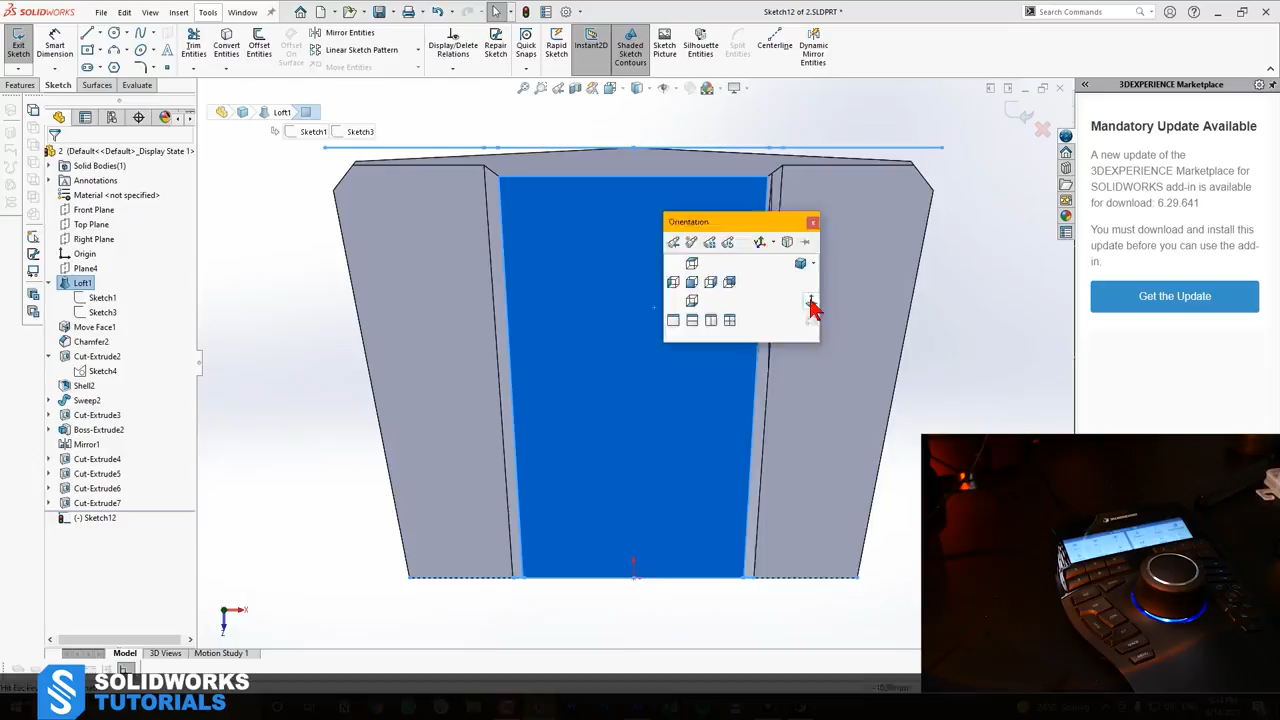 SOLIDWORKS
File
Edit
View
Insert
Tools
Window
Sketch12 of 2.SLDPRT *
Search Commands
Exit Sketch
Smart Dimension
Trim Entities
Convert Entities
Offset Entities
Offset On Surface
Mirror Entities
Linear Sketch Pattern
Move Entities
Display/Delete Relations
Repair Sketch
Quick Snaps
Rapid Sketch
Instant2D
Shaded Sketch Contours
Sketch Picture
Silhouette Entities
Split Entities
Centerline
Dynamic Mirror Entities
Features
Sketch
Surfaces
Evaluate
Loft1
Sketch1
Sketch3
2 (Default<<Default>_Display State 1>
Solid Bodies(1)
Annotations
Material <not specified>
Front Plane
Top Plane
Right Plane
Origin
Plane4
Loft1
Sketch1
Sketch3
Move Face1
Chamfer2
Cut-Extrude2
Sketch4
Shell2
Sweep2
Cut-Extrude3
Boss-Extrude2
Mirror1
Cut-Extrude4
Cut-Extrude5
Cut-Extrude6
Cut-Extrude7
(-) Sketch12
Orientation
X
Z
3DEXPERIENCE Marketplace
Mandatory Update Available
A new update of the
3DEXPERIENCE Marketplace for
SOLIDWORKS add-in is available
for download: 6.29.641
You must download and install this
update before you can use the add-
in.
Get the Update
Model
3D Views
Motion Study 1
SOLIDWORKS
TUTORIALS